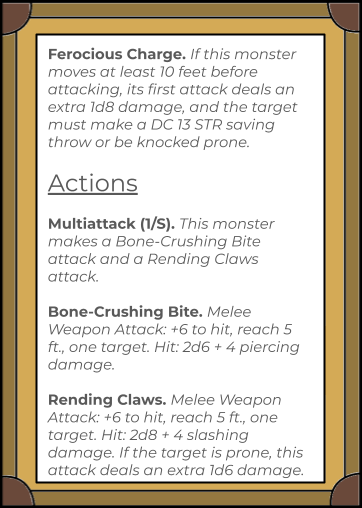 Ferocious Charge. If this monster
moves at least 10 feet before
attacking, its first attack deals an
extra 1d8 damage, and the target
must make a DC 13 STR saving
throw or be knocked prone.
Actions
Multiattack (1/S). This monster
makes a Bone-Crushing Bite
attack and a Rending Claws
attack.
Bone-Crushing Bite. Melee
Weapon Attack: +6 to hit, reach 5
ft., one target. Hit: 2d6 + 4 piercing
damage.
Rending Claws. Melee Weapon
Attack: +6 to hit, reach 5 ft., one
target. Hit: 2d8 + 4 slashing
damage. If the target is prone, this
attack deals an extra 1d6 damage.